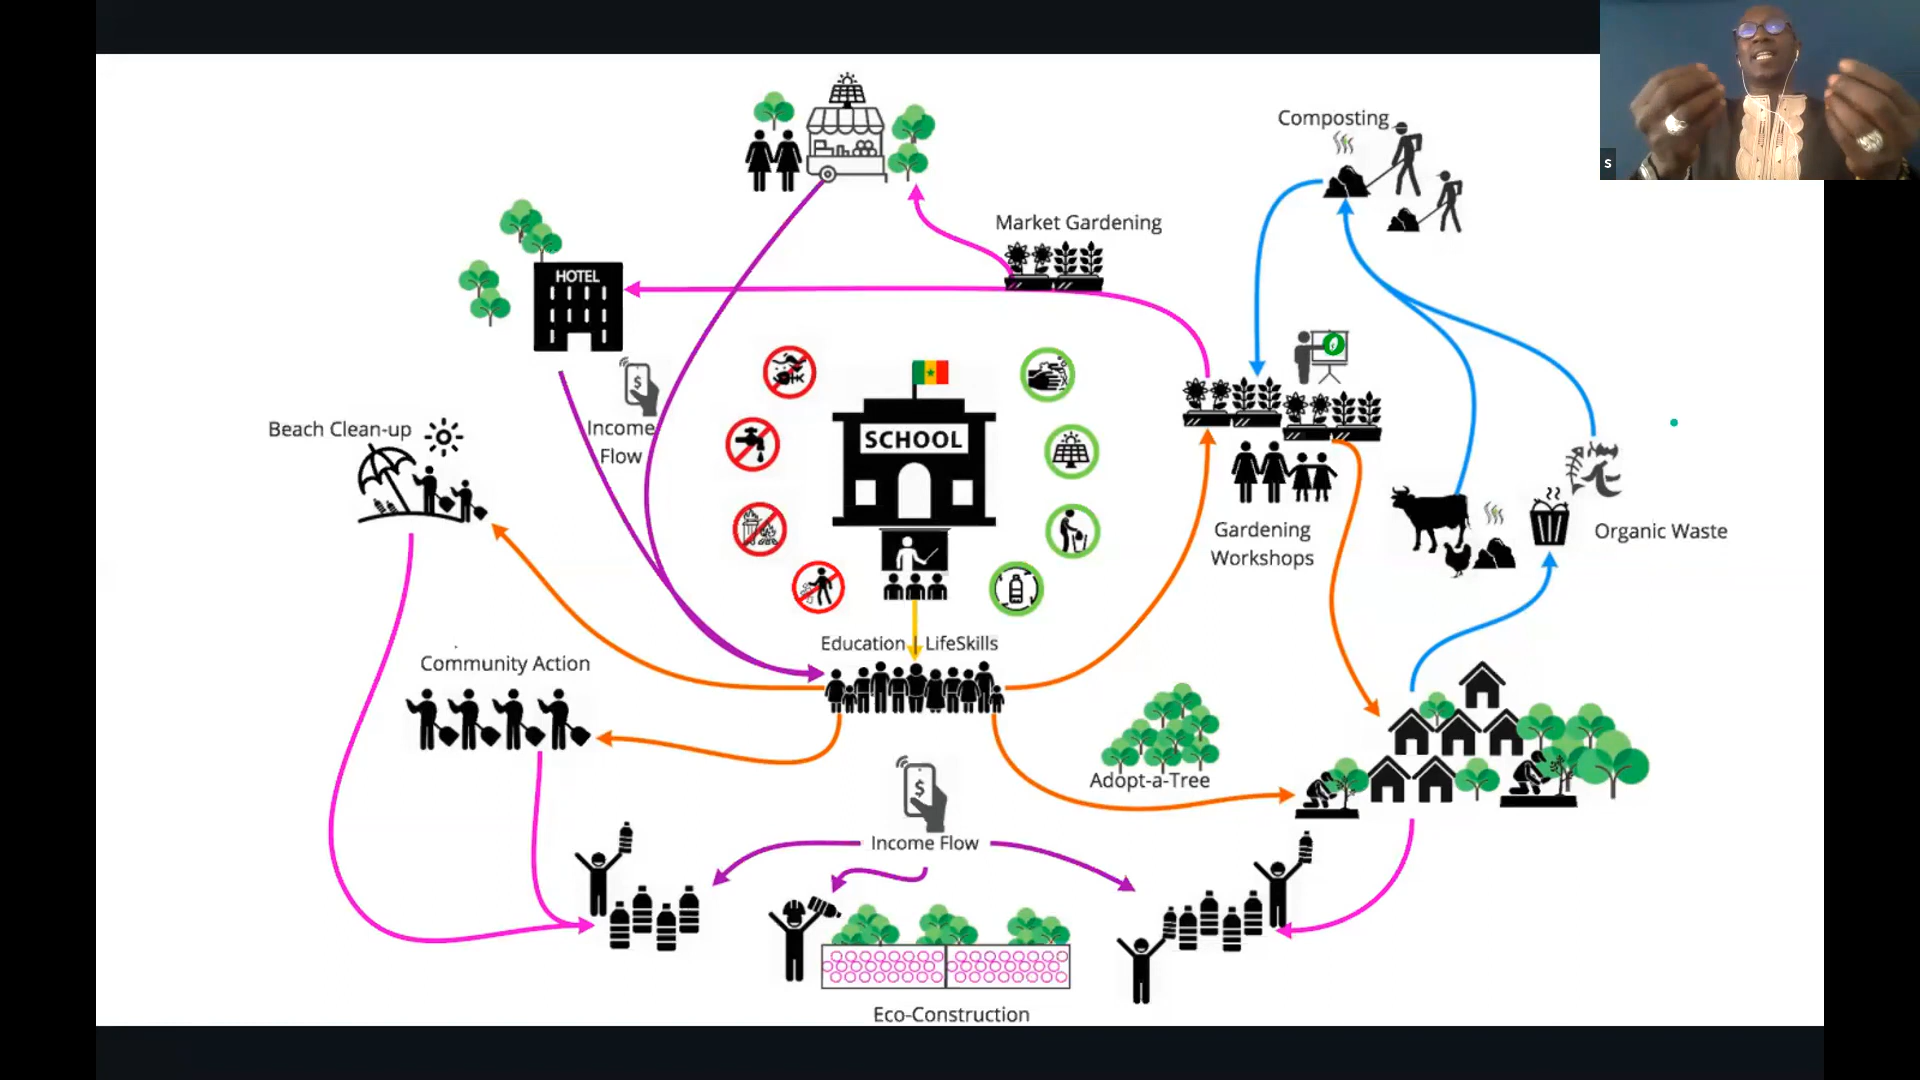 Composting
Market Gardening
HOTEL
Income
Flow
Beach Clean-up
SCHOOL
Gardening
Workshops
Organic Waste
Education | LifeSkills
Community Action
Adopt-a-Tree
$
$
Income Flow
Eco-Construction
S